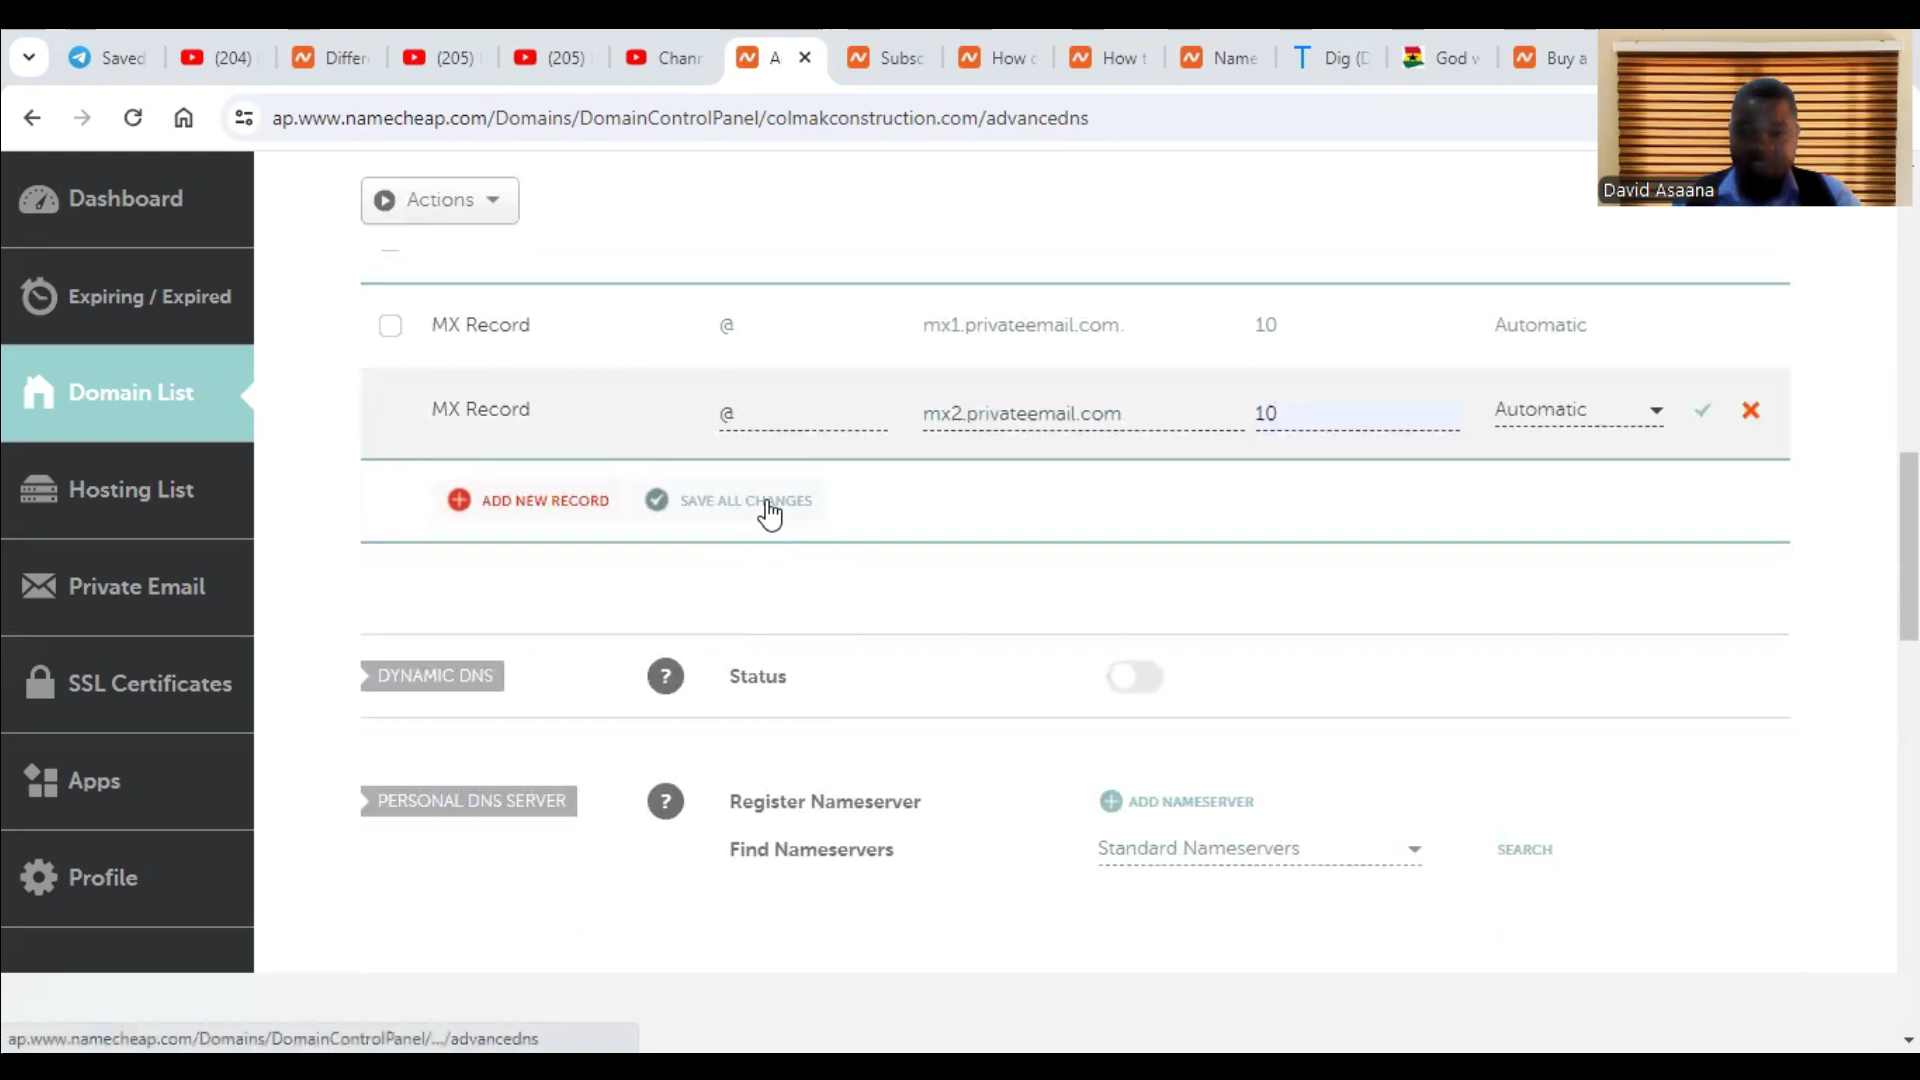 Saved
(204)
Differ
(205)
(205)
Chann
A
Subsc
How c
How t
Name
Dig (D
God w
Buy a
ap.www.namecheap.com/Domains/DomainControlPanel/colmakconstruction.com/advancedns
David Asaana
Dashboard
Expiring / Expired
Domain List
Hosting List
Private Email
SSL Certificates
Apps
Profile
Actions
MX Record @ mx1.privateemail.com. 10 Automatic
MX Record @ mx2.privateemail.com 10 Automatic
ADD NEW RECORD SAVE ALL CHANGES
DYNAMIC DNS ? Status
PERSONAL DNS SERVER ? Register Nameserver ADD NAMESERVER
Find Nameservers Standard Nameservers SEARCH
ap.www.namecheap.com/Domains/DomainControlPanel/.../advancedns